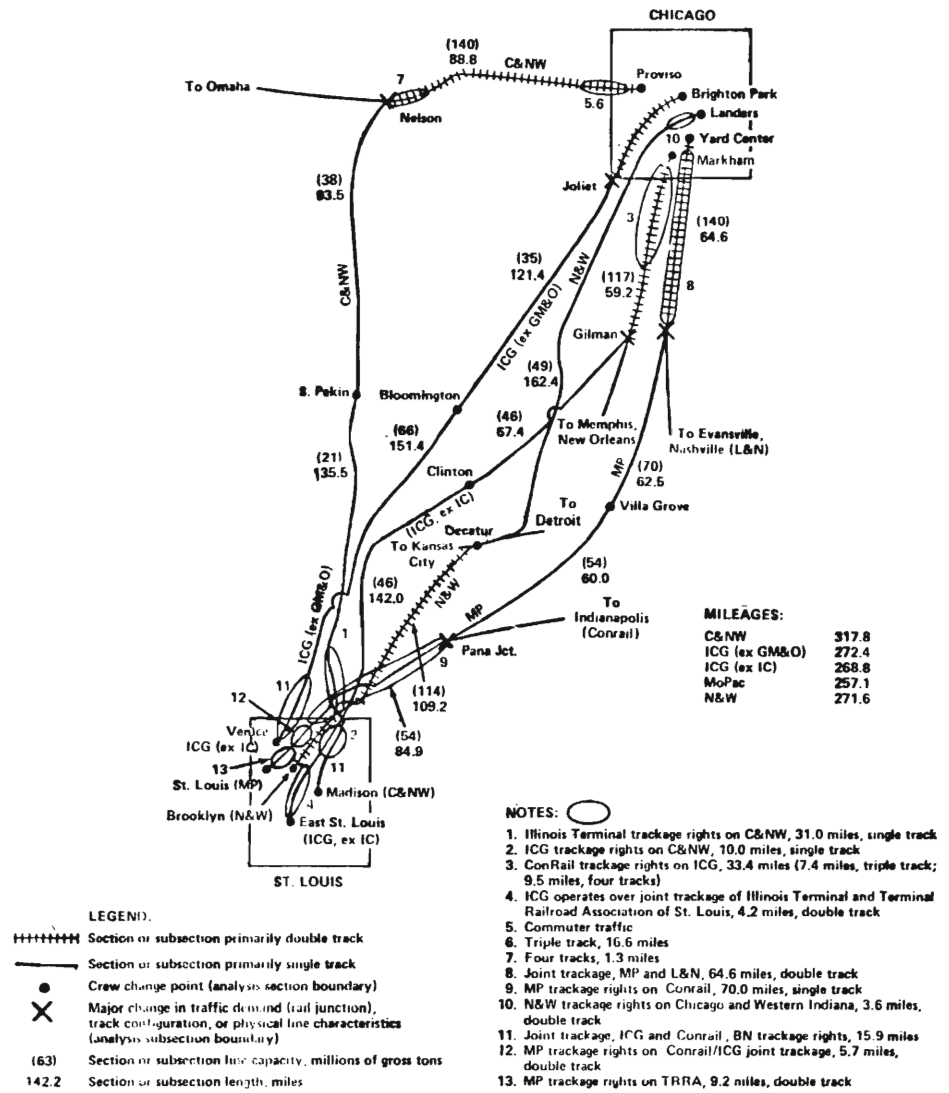 CHICAGO
(140)
88.8
C&NW
7
To Omaha
Proviso
5.6
Nelson
Brighton Park
Landers
10 Yard Center
Markham
Joliet
(38)
93.5
3
(140)
64.6
(35)
121.4
N&W
C&NW
ICG (ex GM&O)
(117)
59.2
8
Gilman
(49)
162.4
S. Pekin
Bloomington
(46)
67.4
To Memphis,
New Orleans
To Evansville,
Nashville (L&N)
(66)
151.4
(21)
135.5
Clinton
MP
(70)
62.5
(ICG, ex IC)
Villa Grove
To
Detroit
Decatur
To Kansas
City
(54)
60.0
(46)
142.0
N&W
ICG (ex GM&O)
MP
To
Indianapolis
(Conrail)
1
9
Pana Jct.
MILEAGES:
C&NW 317.8
ICG (ex GM&O) 272.4
ICG (ex IC) 268.8
MoPac 257.1
N&W 271.6
11
12
(114)
109.2
(54)
84.9
Venice
ICG (ex IC)
2
13
11
St. Louis (MP)
Madison (C&NW)
Brooklyn (N&W)
4
East St. Louis
(ICG, ex IC)
ST. LOUIS
NOTES:
1. Illinois Terminal trackage rights on C&NW, 31.0 miles, single track
2. ICG trackage rights on C&NW, 10.0 miles, single track
3. ConRail trackage rights on ICG, 33.4 miles (7.4 miles, triple track;
9.5 miles, four tracks)
4. ICG operates over joint trackage of Illinois Terminal and Terminal
Railroad Association of St. Louis, 4.2 miles, double track
5. Commuter traffic
6. Triple track, 16.6 miles
7. Four tracks, 1.3 miles
8. Joint trackage, MP and L&N, 64.6 miles, double track
9. MP trackage rights on Conrail, 70.0 miles, single track
10. N&W trackage rights on Chicago and Western Indiana, 3.6 miles,
double track
11. Joint trackage, ICG and Conrail, BN trackage rights, 15.9 miles
12. MP trackage rights on Conrail/ICG joint trackage, 5.7 miles,
double track
13. MP trackage rights on TRRA, 9.2 miles, double track
LEGEND.
Section or subsection primarily double track
Section or subsection primarily single track
Crew change point (analysis section boundary)
Major change in traffic demand (rail junction),
track configuration, or physical line characteristics
(analysis subsection boundary)
(63) Section or subsection line capacity, millions of gross tons
142.2 Section or subsection length, miles